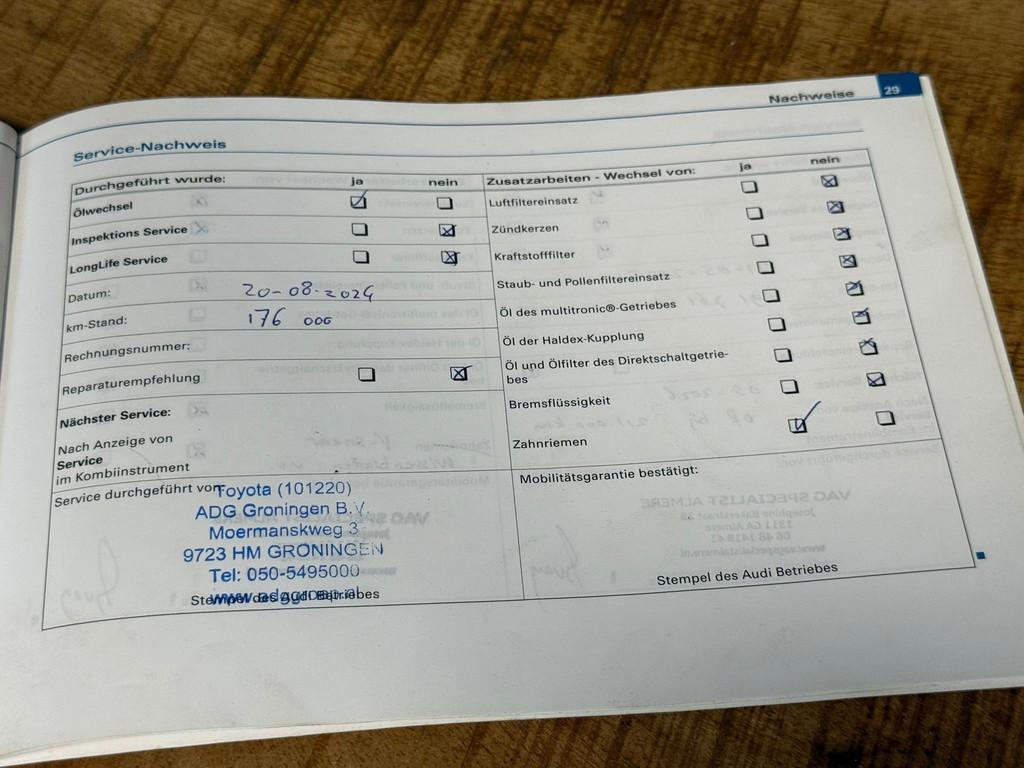 Nachweise 29
Service-Nachweis
Durchgeführt wurde: ja nein
Ölwechsel
Inspektions Service
LongLife Service
Datum: 20-08-2024
km-Stand: 176 000
Rechnungsnummer:
Reparaturempfehlung
Nächster Service:
Nach Anzeige von
Service
im Kombiinstrument
Service durchgeführt von:
Toyota (101220)
ADG Groningen B.V.
Moermanskweg 3
9723 HM GRONINGEN
Tel: 050-5495000
www.adggroep.nl
Stempel des Audi Betriebes
Zusatzarbeiten - Wechsel von: ja nein
Luftfiltereinsatz
Zündkerzen
Kraftstofffilter
Staub- und Pollenfiltereinsatz
Öl des multitronic®-Getriebes
Öl der Haldex-Kupplung
Öl und Ölfilter des Direktschaltgetrie-
bes
Bremsflüssigkeit
Zahnriemen
Mobilitätsgarantie bestätigt:
Stempel des Audi Betriebes